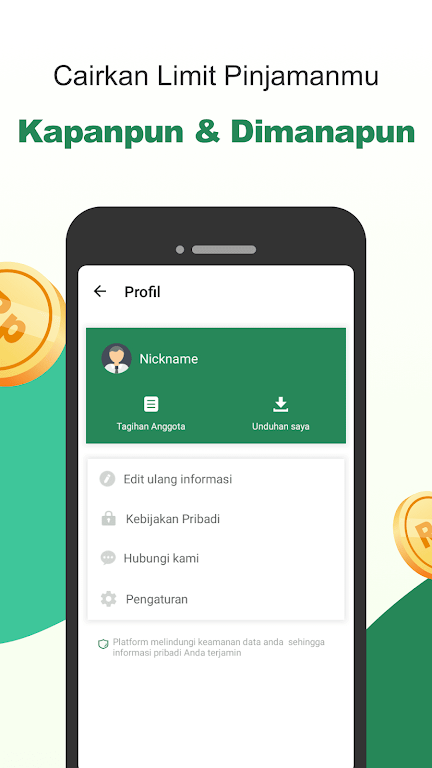 Cairkan Limit Pinjamanmu
Kapanpun & Dimanapun
Rp
Profil
Nickname
Tagihan Anggota
Unduhan saya
Edit ulang informasi
Kebijakan Pribadi
Hubungi kami
Pengaturan
Platform melindungi keamanan data anda sehingga
informasi pribadi Anda terjamin